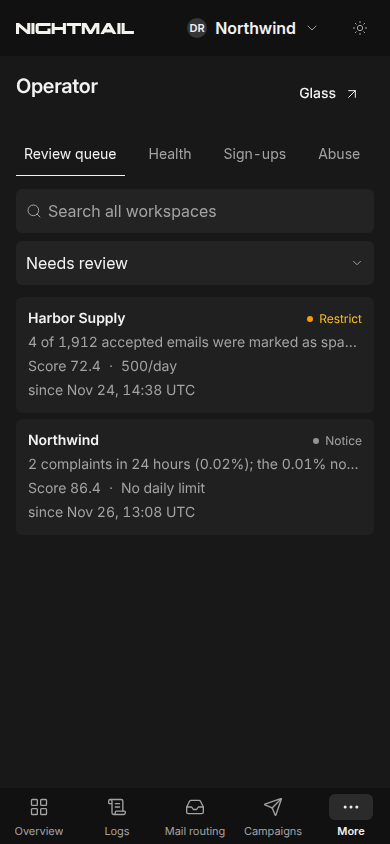 NIGHTMAIL
DR Northwind
Operator
Glass
Review queue Health Sign-ups Abuse
Search all workspaces
Needs review
Harbor Supply Restrict
4 of 1,912 accepted emails were marked as spa...
Score 72.4 · 500/day
since Nov 24, 14:38 UTC
Northwind Notice
2 complaints in 24 hours (0.02%); the 0.01% no...
Score 86.4 · No daily limit
since Nov 26, 13:08 UTC
Overview Logs Mail routing Campaigns More